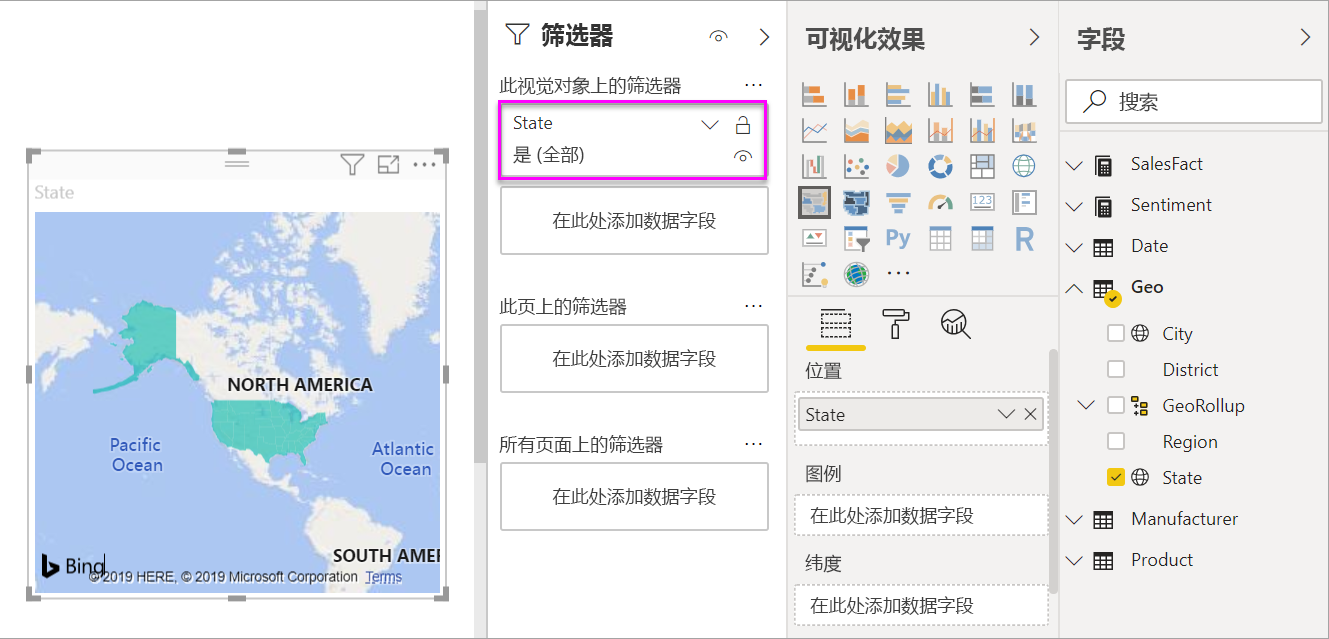 State
NORTH AMERICA
Pacific
Ocean
Atlantic
Ocean
SOUTH AMER
Bing
© 2019 HERE, © 2019 Microsoft Corporation Terms
筛选器
此视觉对象上的筛选器
State
是 (全部)
在此处添加数据字段
此页上的筛选器
在此处添加数据字段
所有页面上的筛选器
在此处添加数据字段
可视化效果
123
Py
R
位置
State
图例
在此处添加数据字段
纬度
在此处添加数据字段
字段
搜索
SalesFact
Sentiment
Date
Geo
City
District
GeoRollup
Region
State
Manufacturer
Product